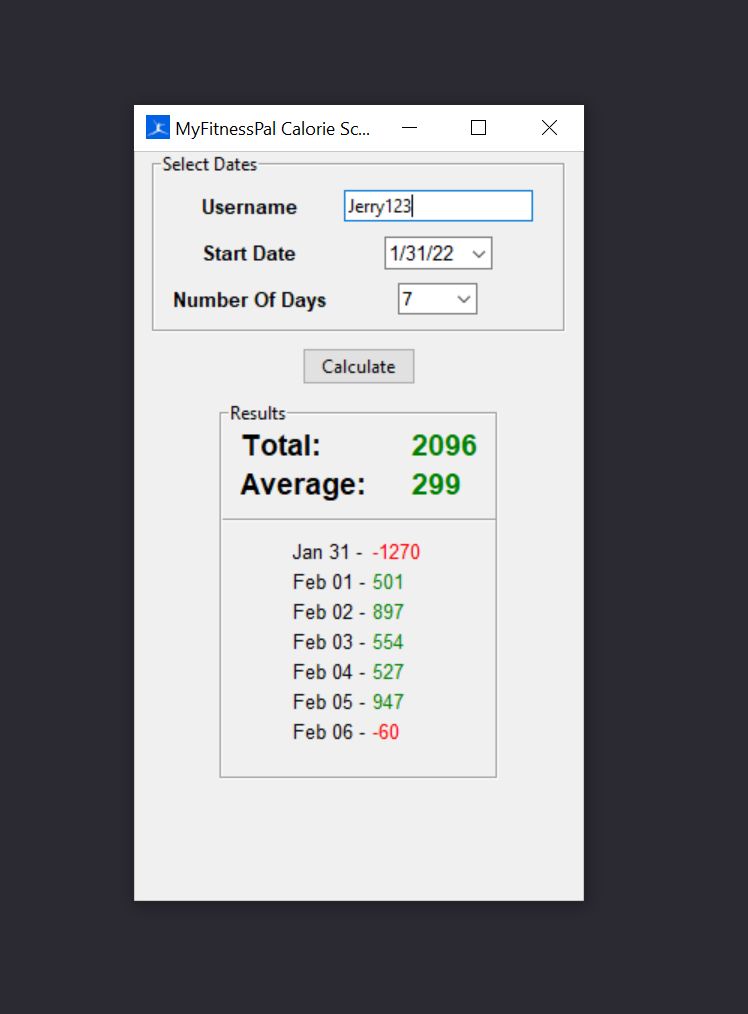 MyFitnessPal Calorie Sc...
Select Dates
Username Jerry123
Start Date 1/31/22
Number Of Days 7
Calculate
Results
Total: 2096
Average: 299
Jan 31 - -1270
Feb 01 - 501
Feb 02 - 897
Feb 03 - 554
Feb 04 - 527
Feb 05 - 947
Feb 06 - -60